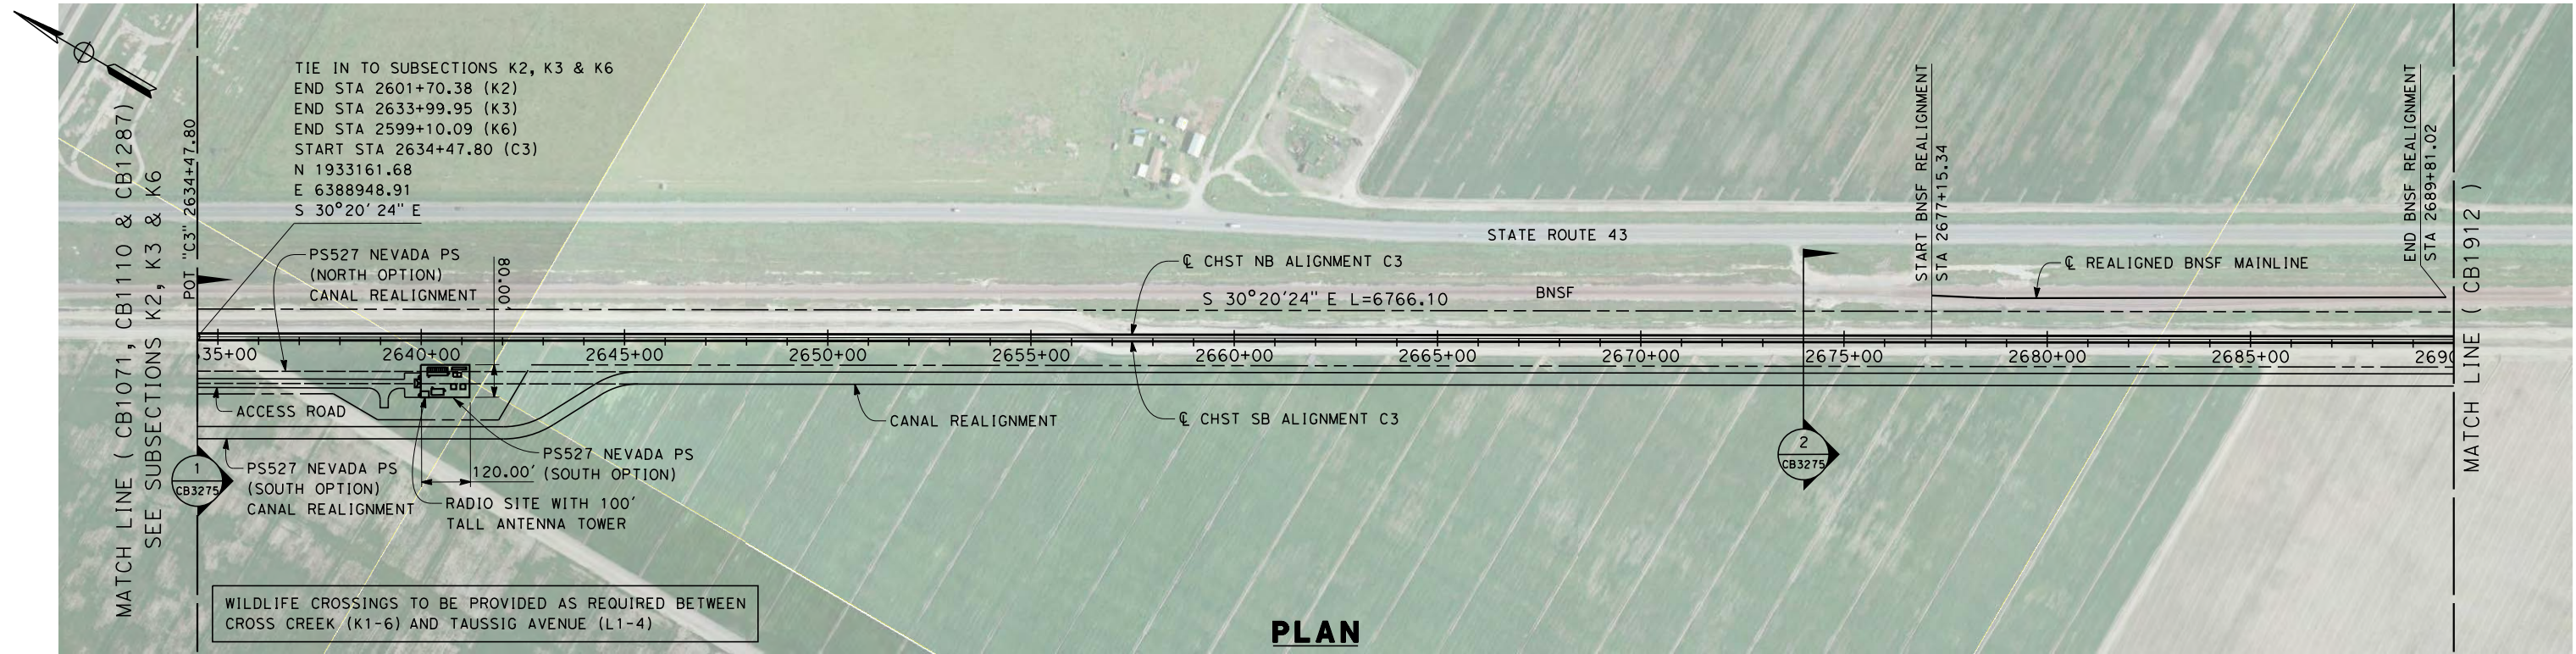 MATCH LINE ( CB1071, CB1110 & CB1287)
SEE SUBSECTIONS K2, K3 & K6
POT "C3" 2634+47.80
TIE IN TO SUBSECTIONS K2, K3 & K6
END STA 2601+70.38 (K2)
END STA 2633+99.95 (K3)
END STA 2599+10.09 (K6)
START STA 2634+47.80 (C3)
N 1933161.68
E 6388948.91
S 30°20'24" E
PS527 NEVADA PS
(NORTH OPTION)
CANAL REALIGNMENT
80.00'
STATE ROUTE 43
℄ CHST NB ALIGNMENT C3
S 30°20'24" E L=6766.10
BNSF
START BNSF REALIGNMENT
STA 2677+15.34
℄ REALIGNED BNSF MAINLINE
END BNSF REALIGNMENT
STA 2689+81.02
MATCH LINE ( CB1912 )
35+00
2640+00
2645+00
2650+00
2655+00
2660+00
2665+00
2670+00
2675+00
2680+00
2685+00
2690
ACCESS ROAD
CANAL REALIGNMENT
℄ CHST SB ALIGNMENT C3
1
CB3275
PS527 NEVADA PS
(SOUTH OPTION)
CANAL REALIGNMENT
PS527 NEVADA PS
(SOUTH OPTION)
120.00'
RADIO SITE WITH 100'
TALL ANTENNA TOWER
2
CB3275
WILDLIFE CROSSINGS TO BE PROVIDED AS REQUIRED BETWEEN
CROSS CREEK (K1-6) AND TAUSSIG AVENUE (L1-4)
PLAN